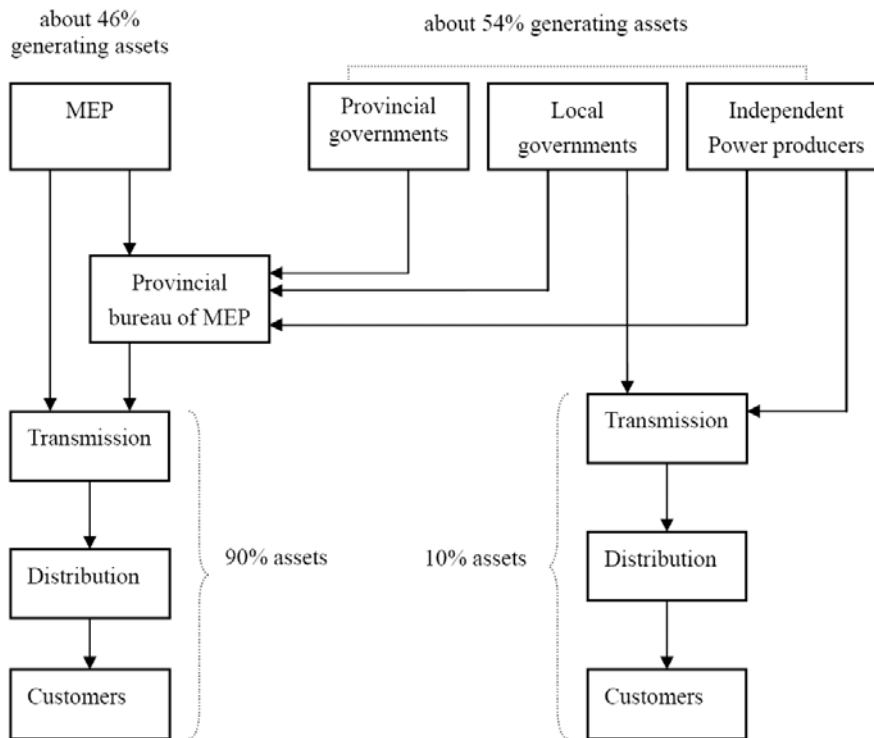 about 46%
generating assets
about 54% generating assets
MEP
Provincial
governments
Local
governments
Independent
Power producers
Provincial
bureau of MEP
Transmission
Transmission
Distribution
90% assets
10% assets
Distribution
Customers
Customers